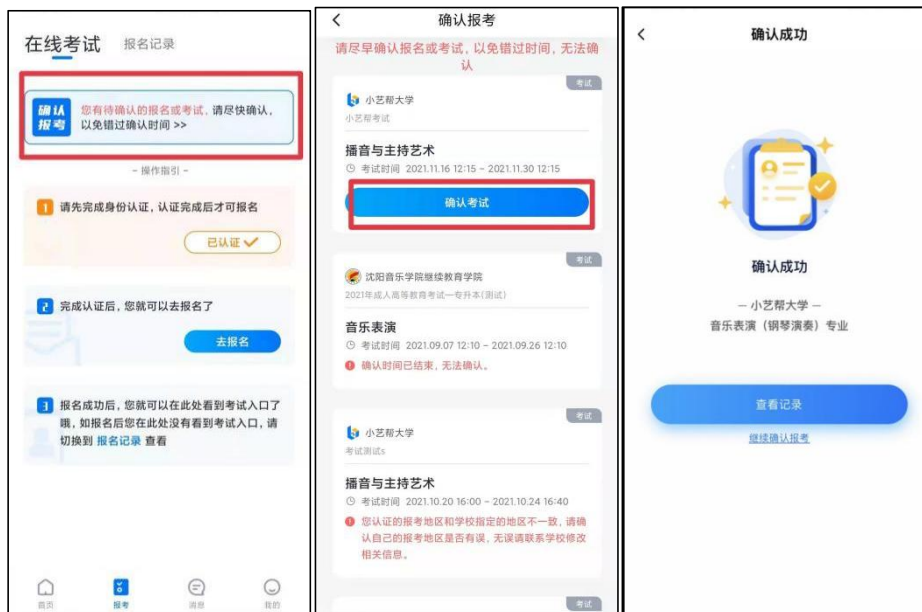 在线考试 报名记录
确认
报考
您有待确认的报名或考试，请尽快确认，
以免错过确认时间 >>
- 操作指引 -
1 请先完成身份认证，认证完成后才可报名
已认证
2 完成认证后，您就可以去报名了
去报名
3 报名成功后，您就可以在此处看到考试入口了
哦，如报名后您在此处没有看到考试入口，请
切换到 报名记录 查看
首页 报考 消息 我的
确认报考
请尽早确认报名或考试，以免错过时间，无法确
认
考试
小艺帮大学
小艺帮考试
播音与主持艺术
考试时间 2021.11.16 12:15 ~ 2021.11.30 12:15
确认考试
考试
沈阳音乐学院继续教育学院
2021年成人高等教育考试—专升本(测试)
音乐表演
考试时间 2021.09.07 12:10 ~ 2021.09.26 12:10
确认时间已结束，无法确认。
考试
小艺帮大学
考试测试s
播音与主持艺术
考试时间 2021.10.20 16:00 ~ 2021.10.24 16:40
您认证的报考地区和学校指定的地区不一致，请确
认自己的报考地区是否有误，无误请联系学校修改
相关信息。
考试
确认成功
确认成功
— 小艺帮大学 —
音乐表演（钢琴演奏）专业
查看记录
继续确认报考